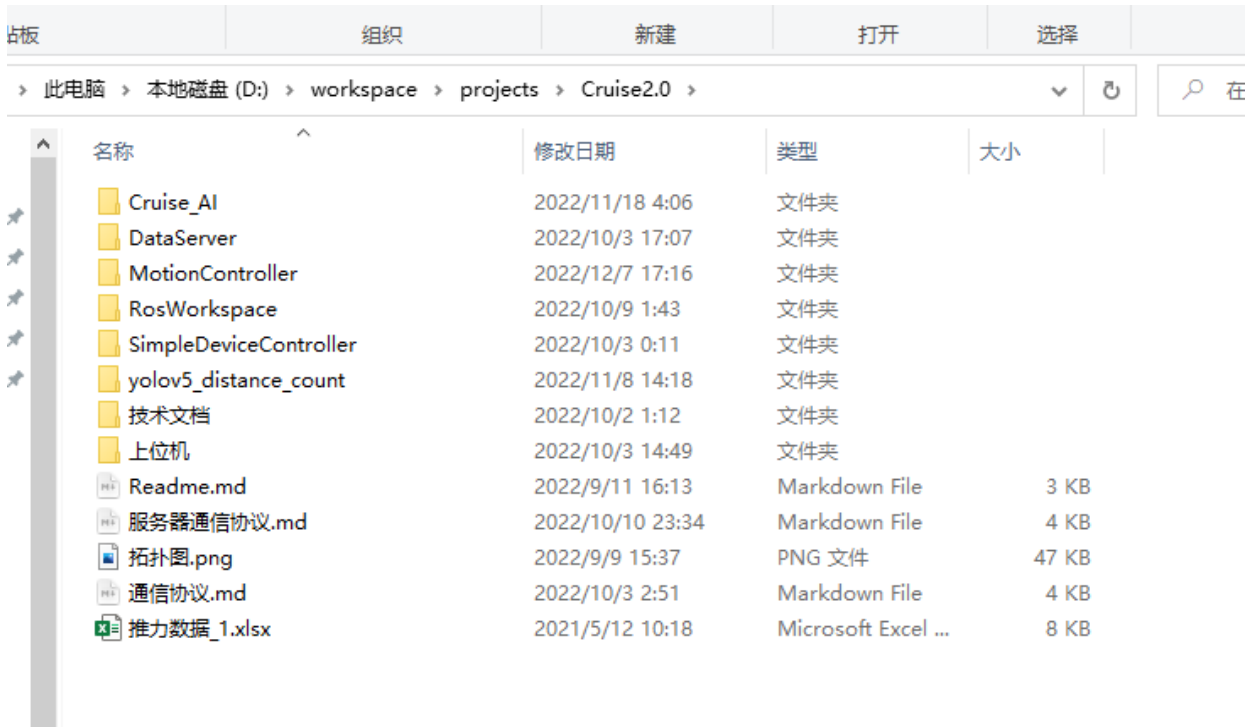 贴板 组织 新建 打开 选择
此电脑 本地磁盘 (D:) workspace projects Cruise2.0 在
名称 修改日期 类型 大小
Cruise_AI 2022/11/18 4:06 文件夹
DataServer 2022/10/3 17:07 文件夹
MotionController 2022/12/7 17:16 文件夹
RosWorkspace 2022/10/9 1:43 文件夹
SimpleDeviceController 2022/10/3 0:11 文件夹
yolov5_distance_count 2022/11/8 14:18 文件夹
技术文档 2022/10/2 1:12 文件夹
上位机 2022/10/3 14:49 文件夹
Readme.md 2022/9/11 16:13 Markdown File 3 KB
服务器通信协议.md 2022/10/10 23:34 Markdown File 4 KB
拓扑图.png 2022/9/9 15:37 PNG 文件 47 KB
通信协议.md 2022/10/3 2:51 Markdown File 4 KB
推力数据_1.xlsx 2021/5/12 10:18 Microsoft Excel ... 8 KB